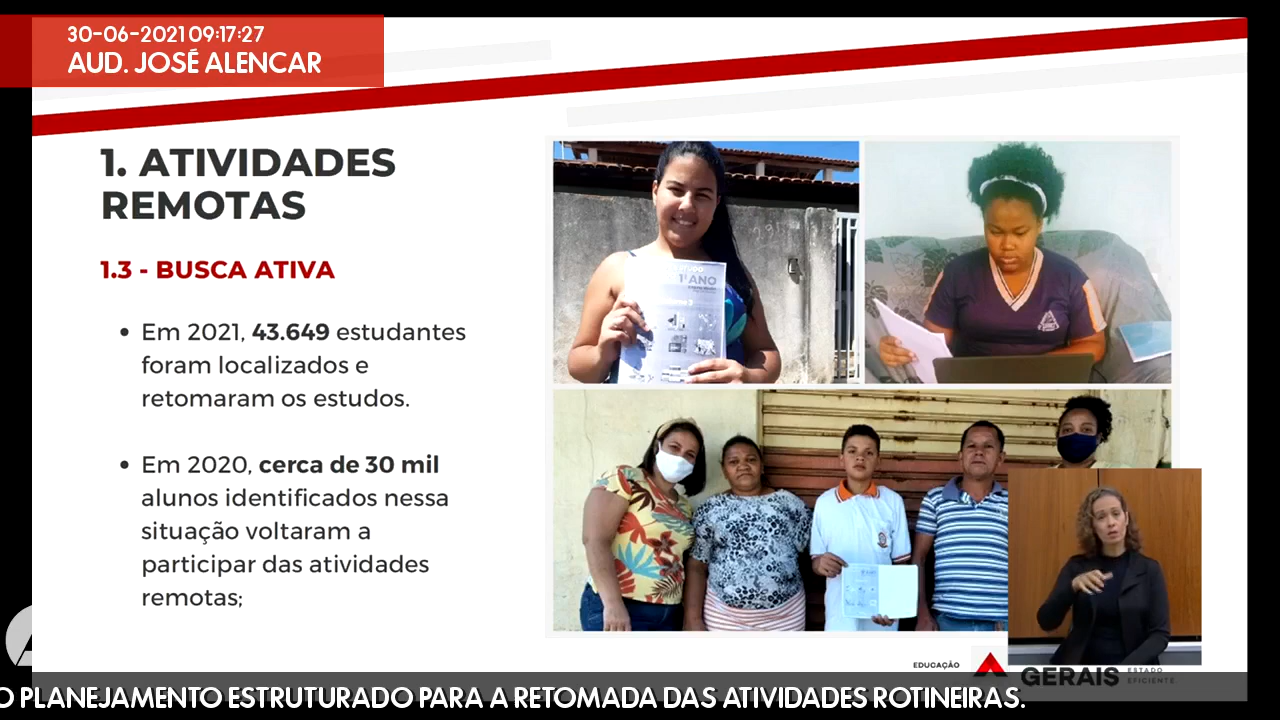 30-06-2021 09:17:27
AUD. JOSÉ ALENCAR
1. ATIVIDADES
REMOTAS
1.3 - BUSCA ATIVA
• Em 2021, 43.649 estudantes
foram localizados e
retomaram os estudos.
• Em 2020, cerca de 30 mil
alunos identificados nessa
situação voltaram a
participar das atividades
remotas;
1º ANO
EDUCAÇÃO
GERAIS
ESTADO
EFICIENTE
O PLANEJAMENTO ESTRUTURADO PARA A RETOMADA DAS ATIVIDADES ROTINEIRAS.